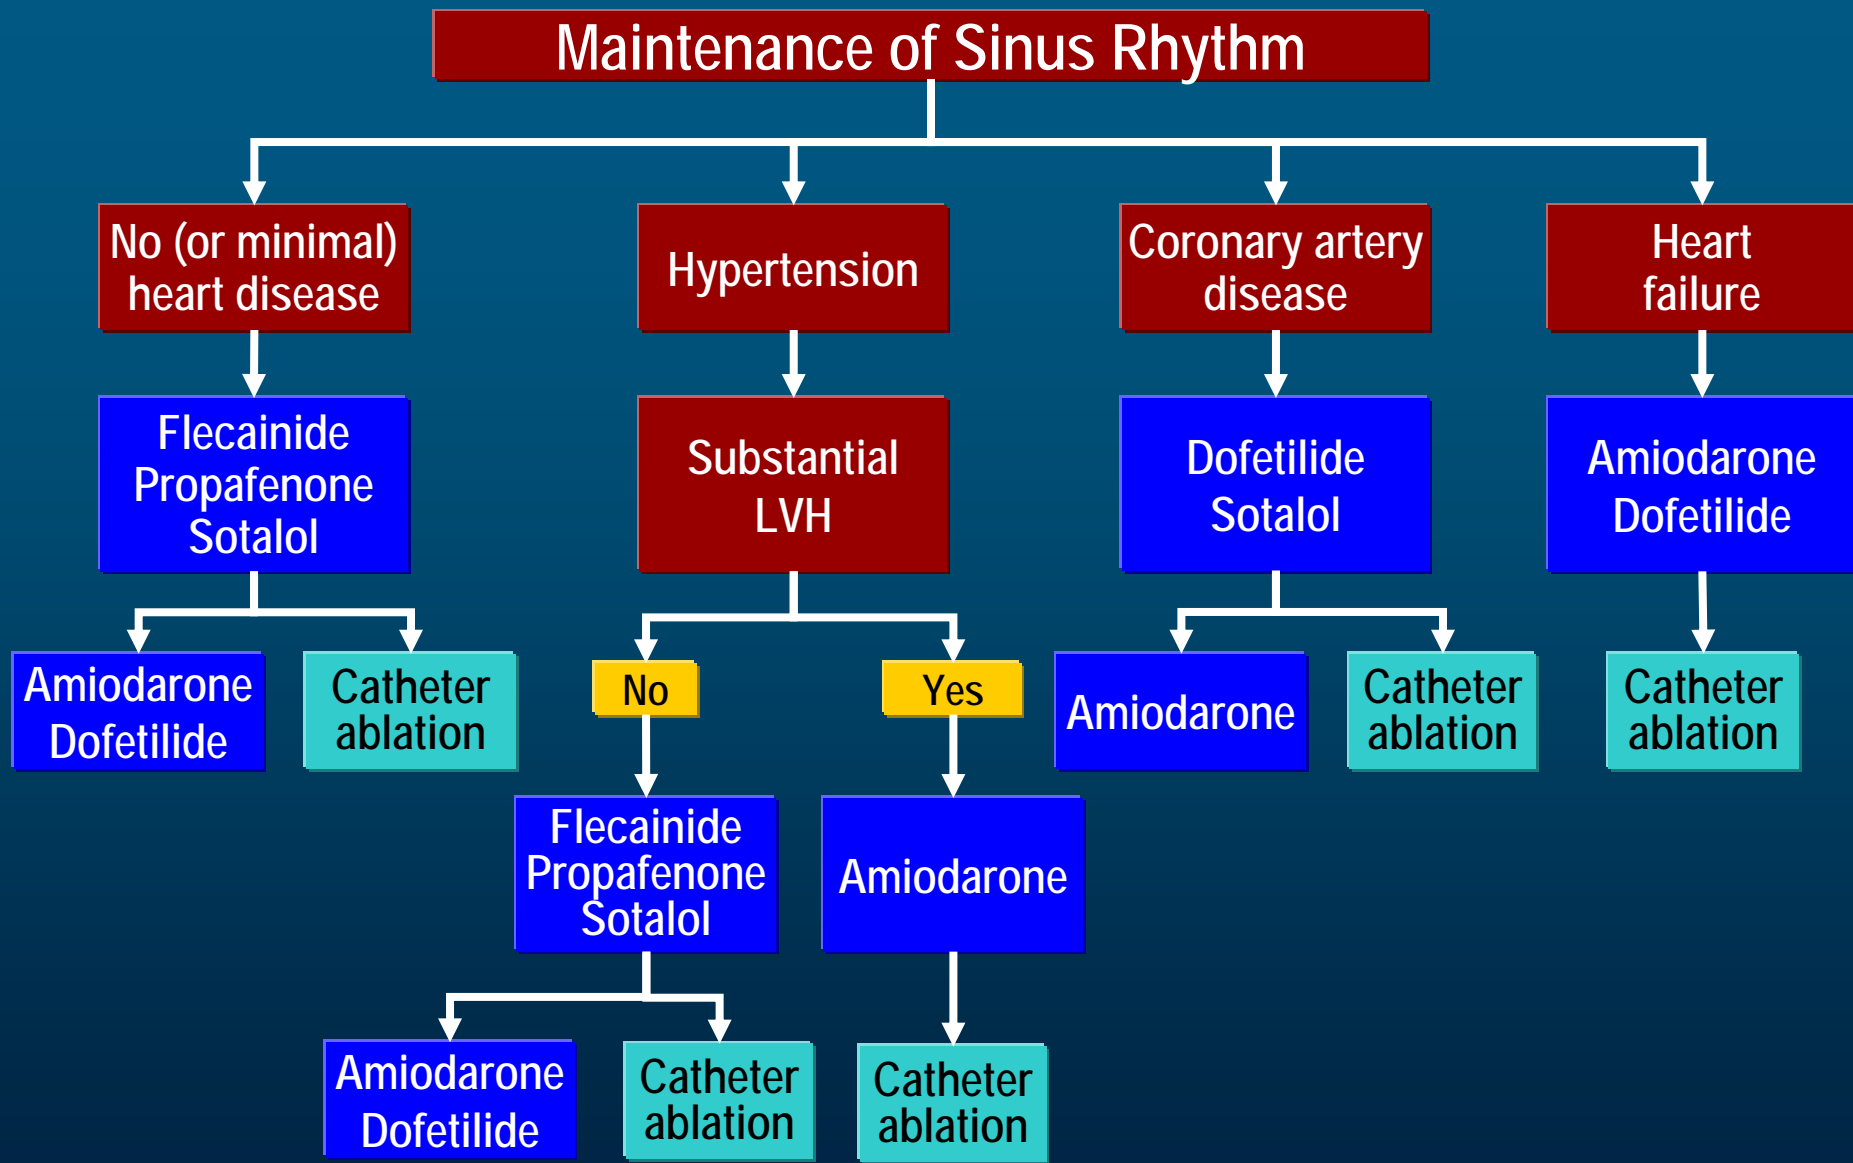 Maintenance of Sinus Rhythm
No (or minimal)
heart disease
Hypertension
Coronary artery
disease
Heart
failure
Flecainide
Propafenone
Sotalol
Substantial
LVH
Dofetilide
Sotalol
Amiodarone
Dofetilide
Amiodarone
Dofetilide
Catheter
ablation
No
Yes
Amiodarone
Catheter
ablation
Catheter
ablation
Flecainide
Propafenone
Sotalol
Amiodarone
Amiodarone
Dofetilide
Catheter
ablation
Catheter
ablation